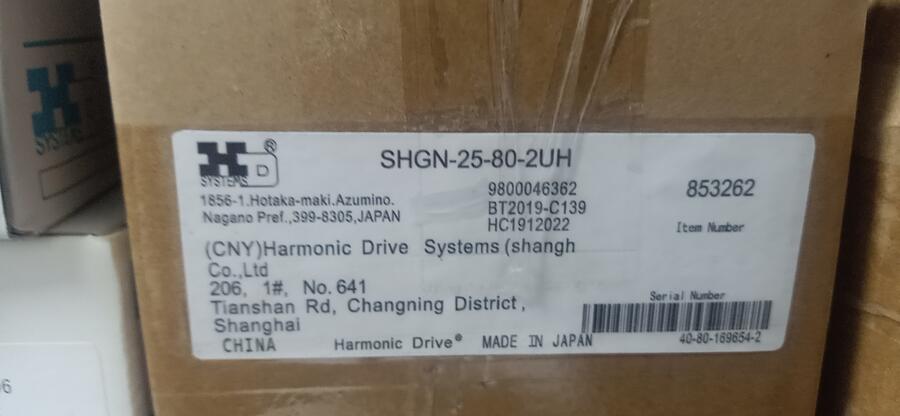 SYSTEMS
H D ®
SYSTEMS
SHGN-25-80-2UH
1856-1.Hotaka-maki.Azumino.
Nagano Pref.,399-8305,JAPAN
9800046362
BT2019-C139
HC1912022
853262
Item Number
(CNY)Harmonic Drive Systems(shangh
Co.,Ltd
206, 1#, No.641
Tianshan Rd, Changning District,
Shanghai
CHINA
Harmonic Drive® MADE IN JAPAN
Serial Number
40-80-169654-2